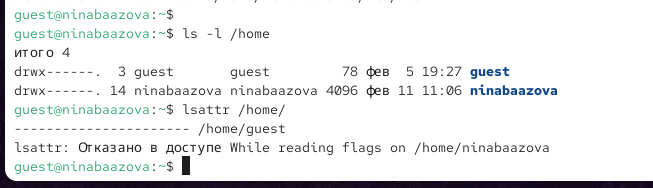 guest@ninabaazova:~$
guest@ninabaazova:~$ ls -l /home
итого 4
drwx------.  3 guest       guest         78 фев  5 19:27 guest
drwx------. 14 ninabaazova ninabaazova 4096 фев 11 11:06 ninabaazova
guest@ninabaazova:~$ lsattr /home/
---------------------- /home/guest
lsattr: Отказано в доступе While reading flags on /home/ninabaazova
guest@ninabaazova:~$